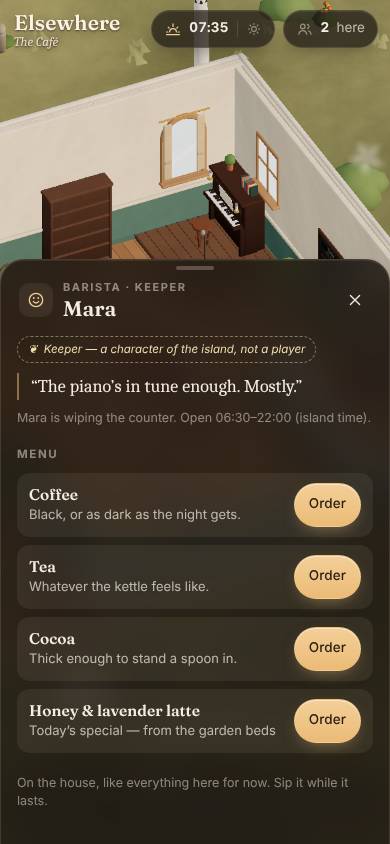 Elsewhere
The Café
07:35
2 here
BARISTA · KEEPER
Mara
❦ Keeper — a character of the island, not a player
“The piano’s in tune enough. Mostly.”
Mara is wiping the counter. Open 06:30–22:00 (island time).
MENU
Coffee
Black, or as dark as the night gets.
Order
Tea
Whatever the kettle feels like.
Order
Cocoa
Thick enough to stand a spoon in.
Order
Honey & lavender latte
Today’s special — from the garden beds
Order
On the house, like everything here for now. Sip it while it
lasts.